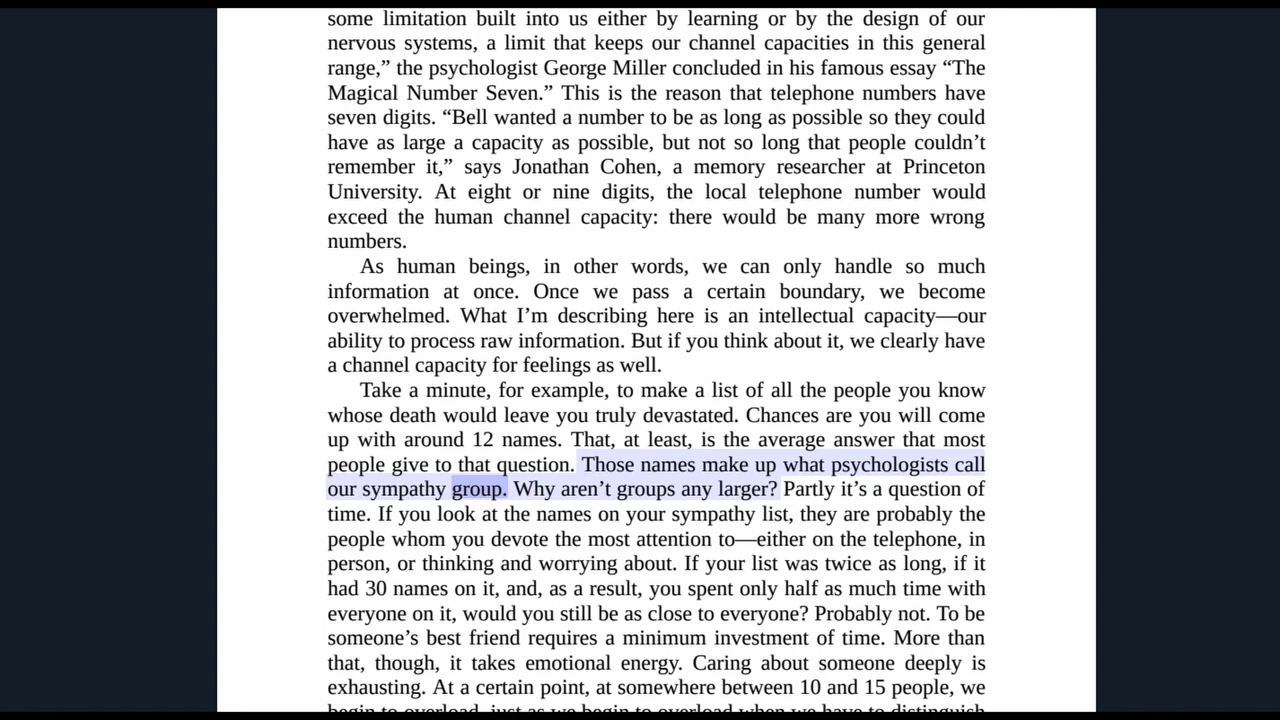 some limitation built into us either by learning or by the design of our
nervous systems, a limit that keeps our channel capacities in this general
range,” the psychologist George Miller concluded in his famous essay “The
Magical Number Seven.” This is the reason that telephone numbers have
seven digits. “Bell wanted a number to be as long as possible so they could
have as large a capacity as possible, but not so long that people couldn’t
remember it,” says Jonathan Cohen, a memory researcher at Princeton
University. At eight or nine digits, the local telephone number would
exceed the human channel capacity: there would be many more wrong
numbers.
As human beings, in other words, we can only handle so much
information at once. Once we pass a certain boundary, we become
overwhelmed. What I’m describing here is an intellectual capacity—our
ability to process raw information. But if you think about it, we clearly have
a channel capacity for feelings as well.
Take a minute, for example, to make a list of all the people you know
whose death would leave you truly devastated. Chances are you will come
up with around 12 names. That, at least, is the average answer that most
people give to that question. Those names make up what psychologists call
our sympathy group. Why aren’t groups any larger? Partly it’s a question of
time. If you look at the names on your sympathy list, they are probably the
people whom you devote the most attention to—either on the telephone, in
person, or thinking and worrying about. If your list was twice as long, if it
had 30 names on it, and, as a result, you spent only half as much time with
everyone on it, would you still be as close to everyone? Probably not. To be
someone’s best friend requires a minimum investment of time. More than
that, though, it takes emotional energy. Caring about someone deeply is
exhausting. At a certain point, at somewhere between 10 and 15 people, we
begin to overload, just as we begin to overload when we have to distinguish